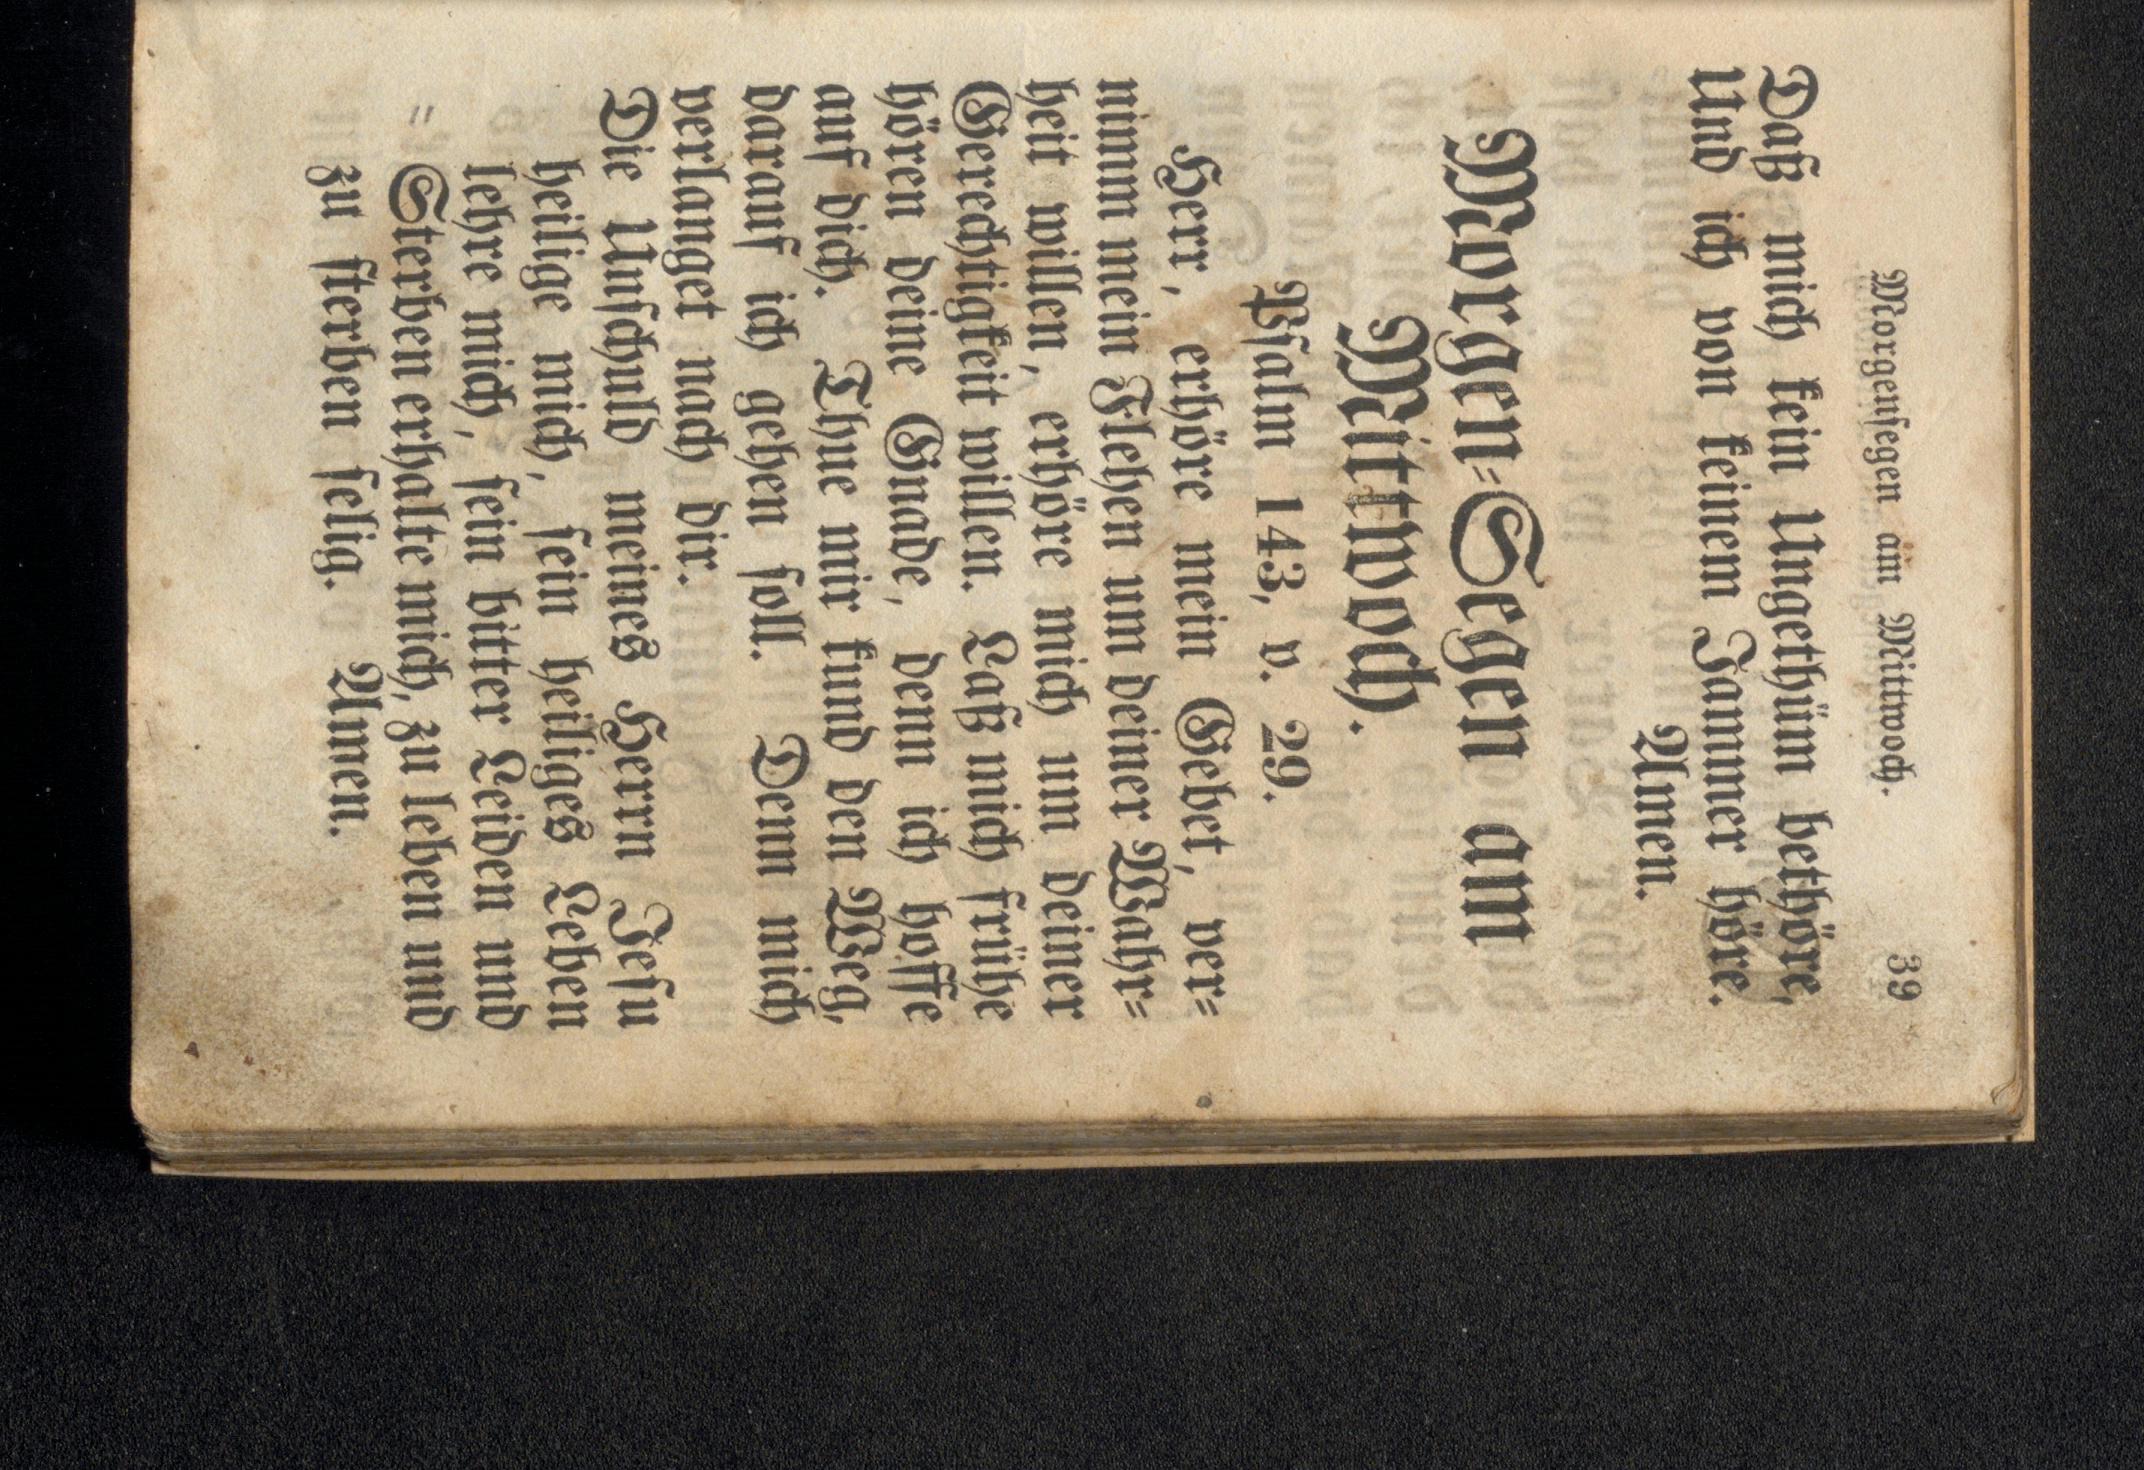 Morgensegen am Mittwoch. 39
Daß mich kein Ungethüm bethöre,
Und ich von keinem Jammer höre.
Amen.
Morgen-Segen am
Mittwoch.
Psalm 143, v. 29.
Herr, erhöre mein Gebet, ver-
nimm mein Flehen um deiner Wahr-
heit willen, erhöre mich um deiner
Gerechtigkeit willen. Laß mich frühe
hören deine Gnade, denn ich hoffe
auf dich. Thue mir kund den Weg,
darauf ich gehen soll. Denn mich
verlanget nach dir.
Die Unschuld meines Herrn Jesu
heilige mich, sein heiliges Leben
lehre mich, sein bitter Leiden und
Sterben erhalte mich, zu leben und
zu sterben selig. Amen.